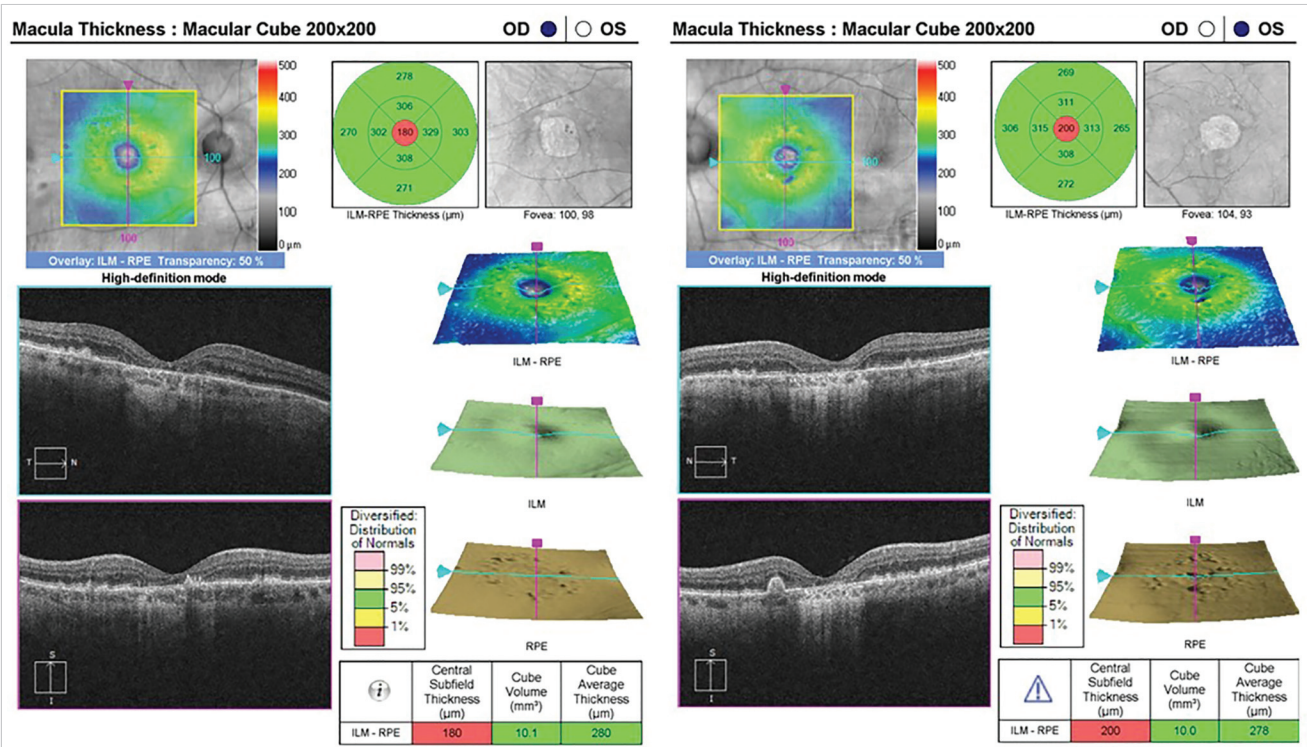 Macula Thickness : Macular Cube 200x200
OD OS
500
400
300
200
100
0 µm
100
100
Overlay: ILM - RPE Transparency: 50 %
278
306
270 302 180 329 303
308
271
ILM-RPE Thickness (µm)
Fovea: 100, 98
High-definition mode
T N
S
I
ILM - RPE
ILM
RPE
Diversified:
Distribution
of Normals
99%
95%
5%
1%
i
Central
Subfield
Thickness
(µm)
Cube
Volume
(mm³)
Cube
Average
Thickness
(µm)
ILM - RPE 180 10.1 280
Macula Thickness : Macular Cube 200x200
OD OS
500
400
300
200
100
0 µm
100
100
Overlay: ILM - RPE Transparency: 50 %
269
311
306 315 200 313 265
308
272
ILM-RPE Thickness (µm)
Fovea: 104, 93
High-definition mode
N T
S
I
ILM - RPE
ILM
RPE
Diversified:
Distribution
of Normals
99%
95%
5%
1%
Central
Subfield
Thickness
(µm)
Cube
Volume
(mm³)
Cube
Average
Thickness
(µm)
ILM - RPE 200 10.0 278